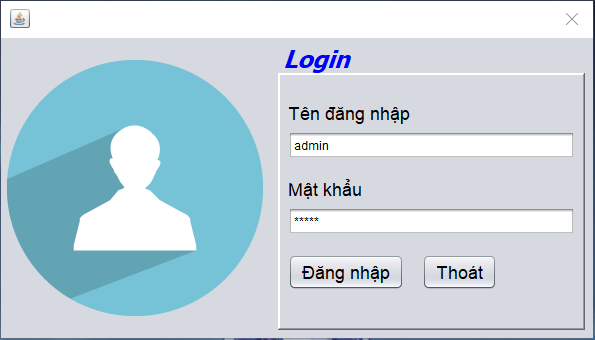 Login
Tên đăng nhập
admin
Mật khẩu
*****
Đăng nhập
Thoát